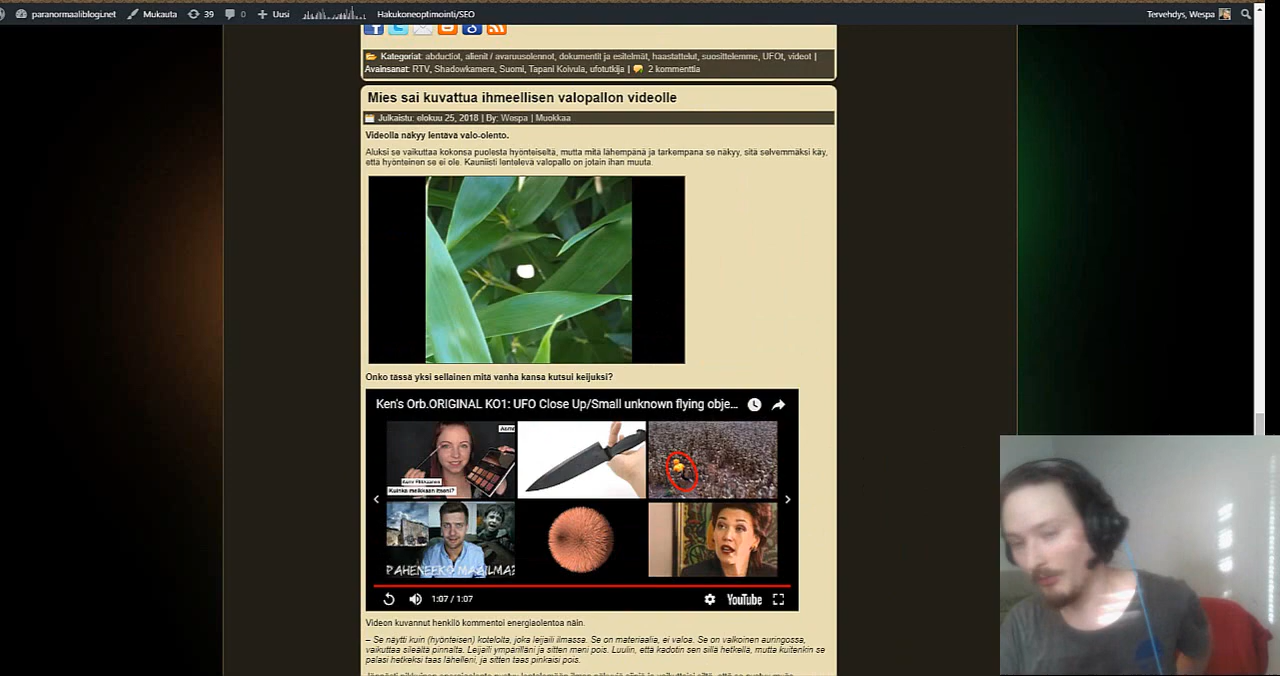 paranormaaliblogi.net Mukauta 39 0 Uusi Hakukoneoptimointi/SEO Tervehdys, Wespa
Kategoriat: abductiot, alienit / avaruusolennot, dokumentit ja esitelmät, haastattelut, suosittelemme, UFOt, videot |
Avainsanat: RTV, Shadowkamera, Suomi, Tapani Koivula, ufotutkija | 2 kommenttia
Mies sai kuvattua ihmeellisen valopallon videolle
Julkaistu: elokuu 25, 2018 | By: Wespa | Muokkaa
Videolla näkyy lentävä valo-olento.
Aluksi se vaikuttaa kokonsa puolesta hyönteiseltä, mutta mitä lähempänä ja tarkempana se näkyy, sitä selvemmäksi käy,
että hyönteinen se ei ole. Kauniisti lentelevä valopallo on jotain ihan muuta.
Onko tässä yksi sellainen mitä vanha kansa kutsui keijuksi?
Ken's Orb.ORIGINAL KO1: UFO Close Up/Small unknown flying obje...
Kuinka meikkaan itseni?
PAHENEEKO MAAILMA?
1:07 / 1:07 YouTube
Videon kuvannut henkilö kommentoi energiaolentoa näin.
– Se näytti kuin (hyönteisen) kotelolta, joka leijaili ilmassa. Se on materiaalia, ei valoa. Se on valkoinen auringossa,
vaikuttaa sileältä pinnalta. Leijaili ympärilläni ja sitten meni pois. Luulin, että kadotin sen sillä hetkellä, mutta kuitenkin se
palasi hetkeksi taas lähelleni, ja sitten taas pinkaisi pois.